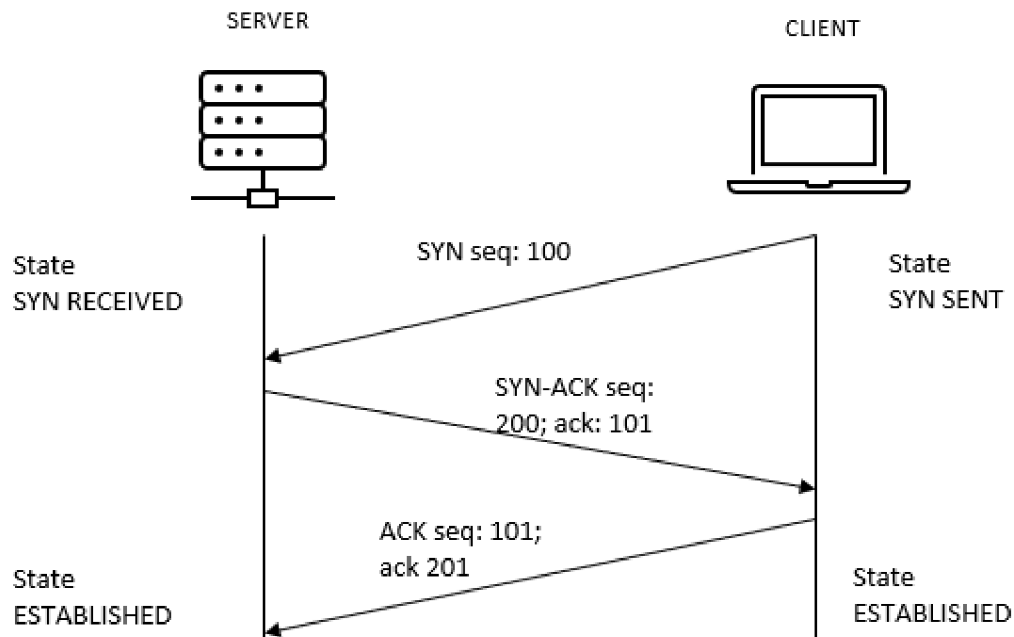 SERVER
CLIENT
SYN seq: 100
State
SYN RECEIVED
State
SYN SENT
SYN-ACK seq:
200; ack: 101
ACK seq: 101;
ack 201
State
ESTABLISHED
State
ESTABLISHED